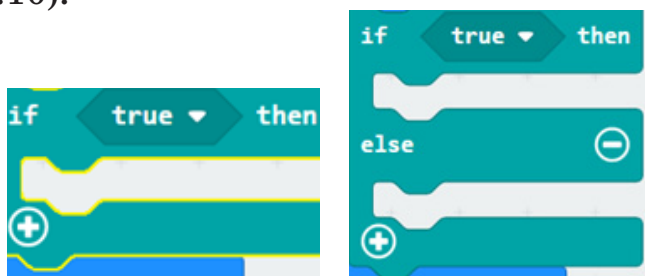 if true then
if true then
else